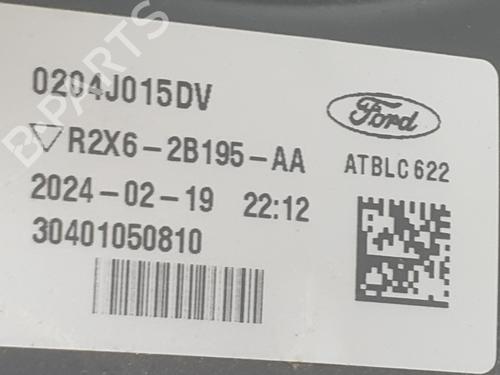 0204J015DV
Ford
R2X6-2B195-AA
ATBLC622
2024-02-19 22:12
30401050810
B-PARTS